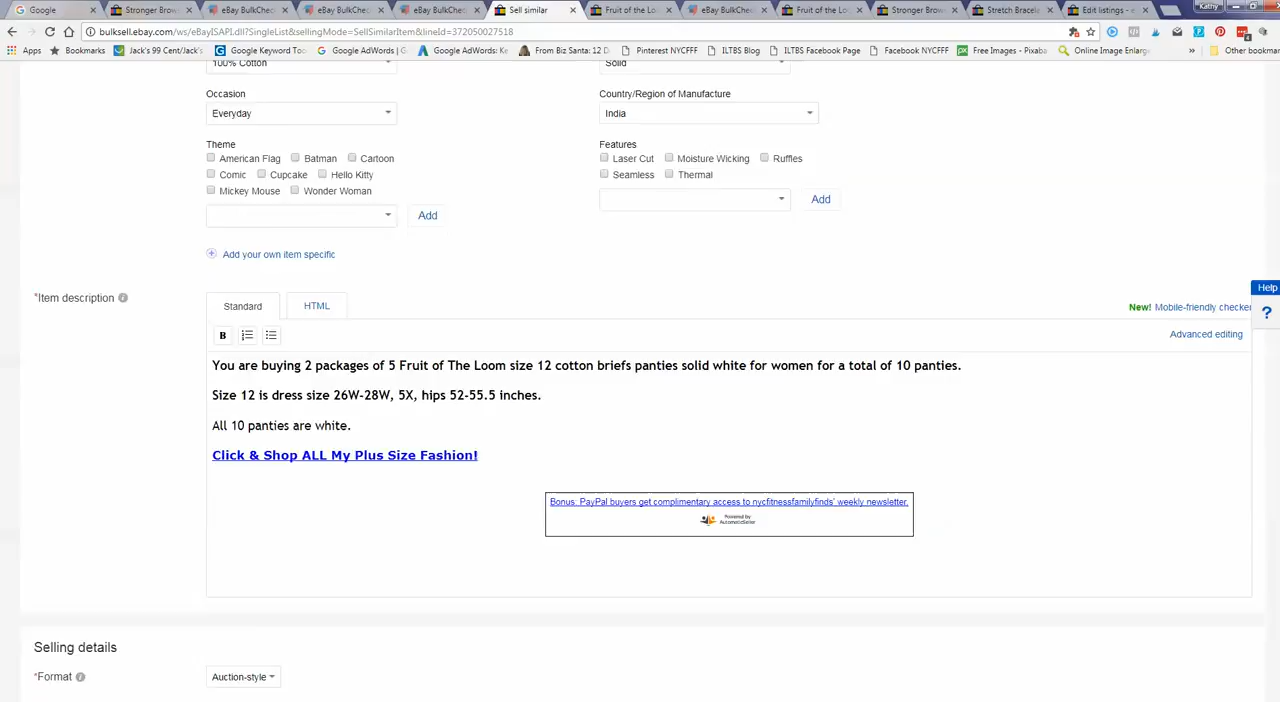 Google Stronger Brow eBay BulkChec eBay BulkChec eBay BulkChec Sell similar Fruit of the Lo eBay BulkChec Fruit of the Lo Stronger Brow Stretch Bracele Edit listings - e Kathy
bulksell.ebay.com/ws/eBayISAPI.dll?SingleList&sellingMode=SellSimilarItem&lineId=372050027518
Apps Bookmarks Jack's 99 Cent/Jack's Google Keyword Too Google AdWords | G Google AdWords: Ke From Biz Santa: 12 D Pinterest NYCFFF ILTBS Blog ILTBS Facebook Page Facebook NYCFFF Free Images - Pixaba Online Image Enlarg » Other bookmar
100% Cotton Solid
Occasion Country/Region of Manufacture
Everyday India
Theme Features
American Flag Batman Cartoon Laser Cut Moisture Wicking Ruffles
Comic Cupcake Hello Kitty Seamless Thermal
Mickey Mouse Wonder Woman
Add Add
Add your own item specific
*Item description Standard HTML New! Mobile-friendly checker Help
?
B Advanced editing
You are buying 2 packages of 5 Fruit of The Loom size 12 cotton briefs panties solid white for women for a total of 10 panties.
Size 12 is dress size 26W-28W, 5X, hips 52-55.5 inches.
All 10 panties are white.
Click & Shop ALL My Plus Size Fashion!
Bonus: PayPal buyers get complimentary access to nycfitnessfamilyfinds' weekly newsletter.
Powered by
AutomaticSeller
Selling details
*Format Auction-style